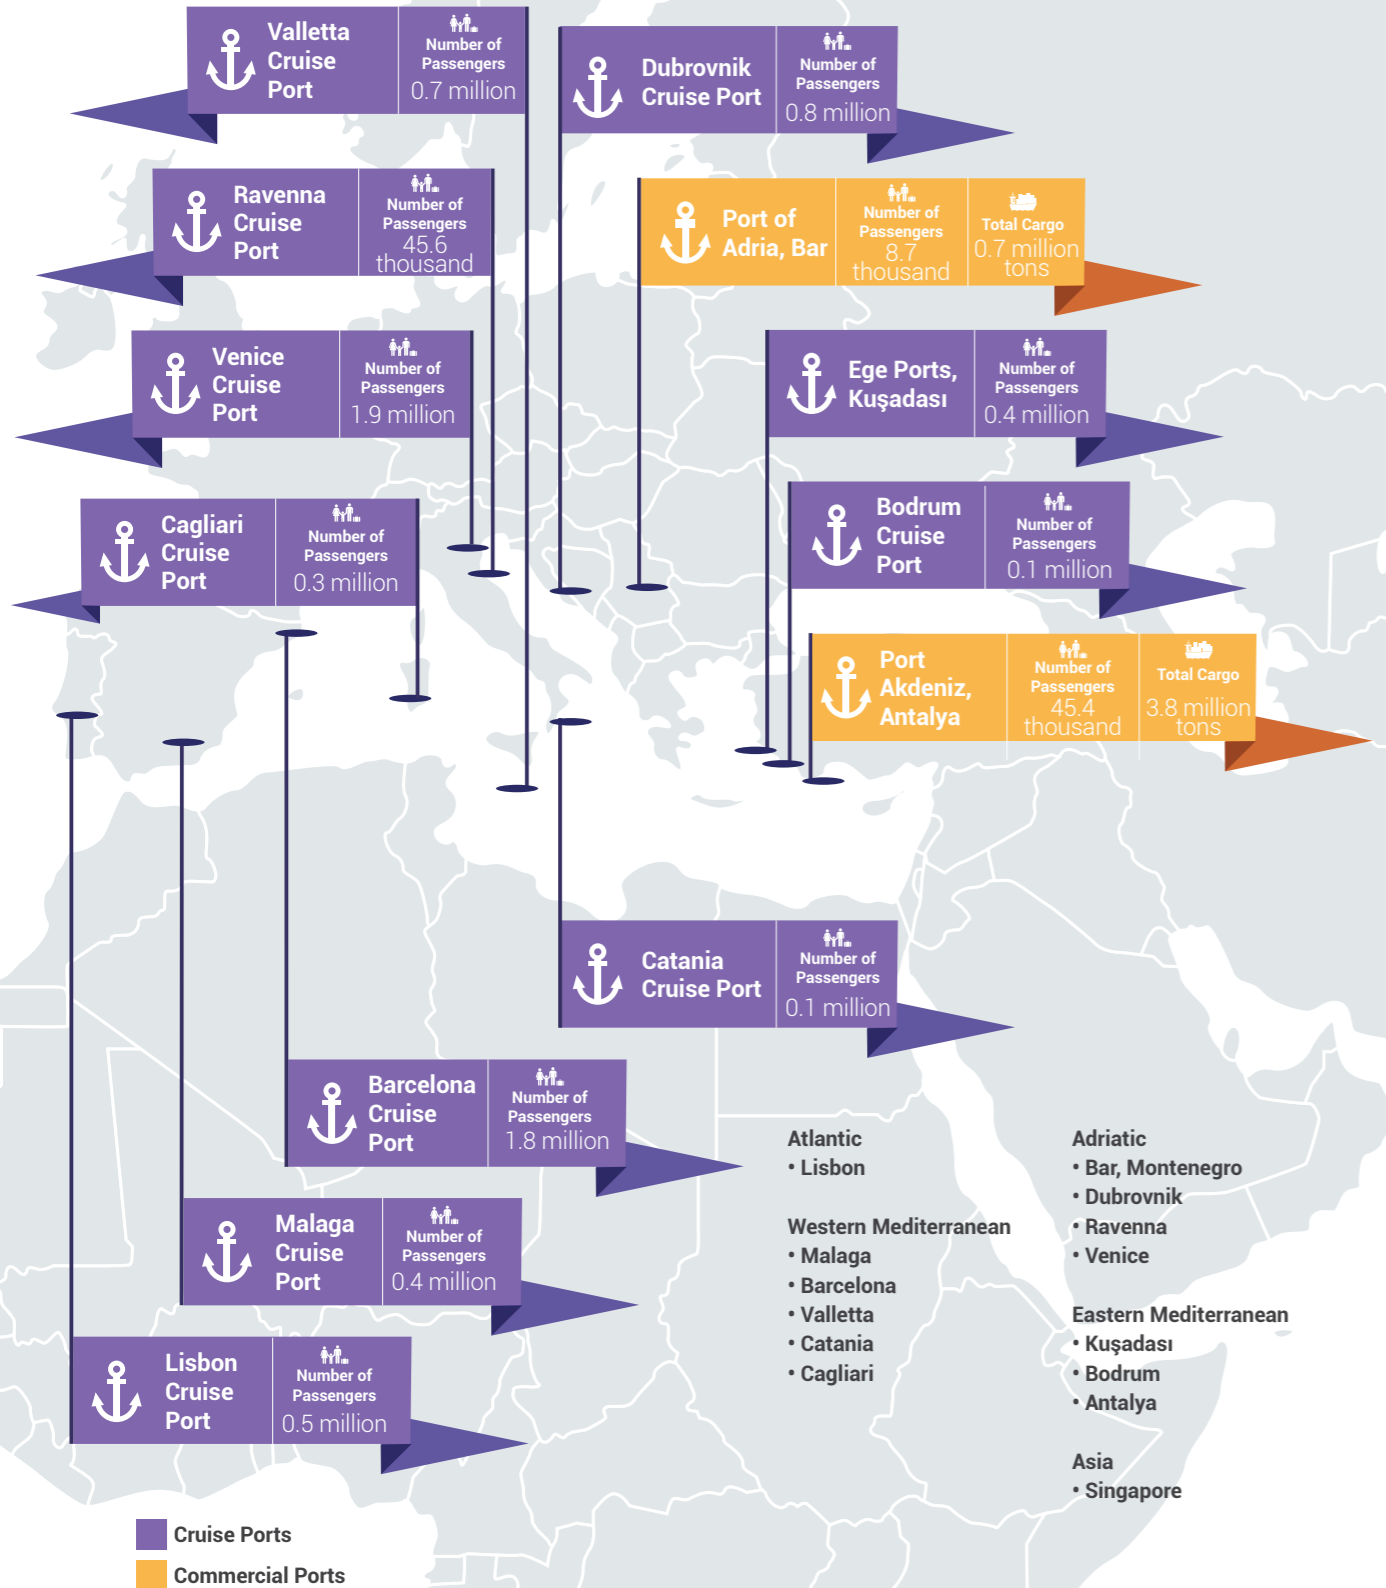 Valletta
Cruise
Port
Number of
Passengers
0.7 million
Dubrovnik
Cruise Port
Number of
Passengers
0.8 million
Ravenna
Cruise
Port
Number of
Passengers
45.6
thousand
Port of
Adria, Bar
Number of
Passengers
8.7
thousand
Total Cargo
0.7 million
tons
Venice
Cruise
Port
Number of
Passengers
1.9 million
Ege Ports,
Kuşadası
Number of
Passengers
0.4 million
Cagliari
Cruise
Port
Number of
Passengers
0.3 million
Bodrum
Cruise
Port
Number of
Passengers
0.1 million
Port
Akdeniz,
Antalya
Number of
Passengers
45.4
thousand
Total Cargo
3.8 million
tons
Catania
Cruise Port
Number of
Passengers
0.1 million
Barcelona
Cruise
Port
Number of
Passengers
1.8 million
Malaga
Cruise
Port
Number of
Passengers
0.4 million
Lisbon
Cruise
Port
Number of
Passengers
0.5 million
Atlantic
• Lisbon
Western Mediterranean
• Malaga
• Barcelona
• Valletta
• Catania
• Cagliari
Adriatic
• Bar, Montenegro
• Dubrovnik
• Ravenna
• Venice
Eastern Mediterranean
• Kuşadası
• Bodrum
• Antalya
Asia
• Singapore
Cruise Ports
Commercial Ports